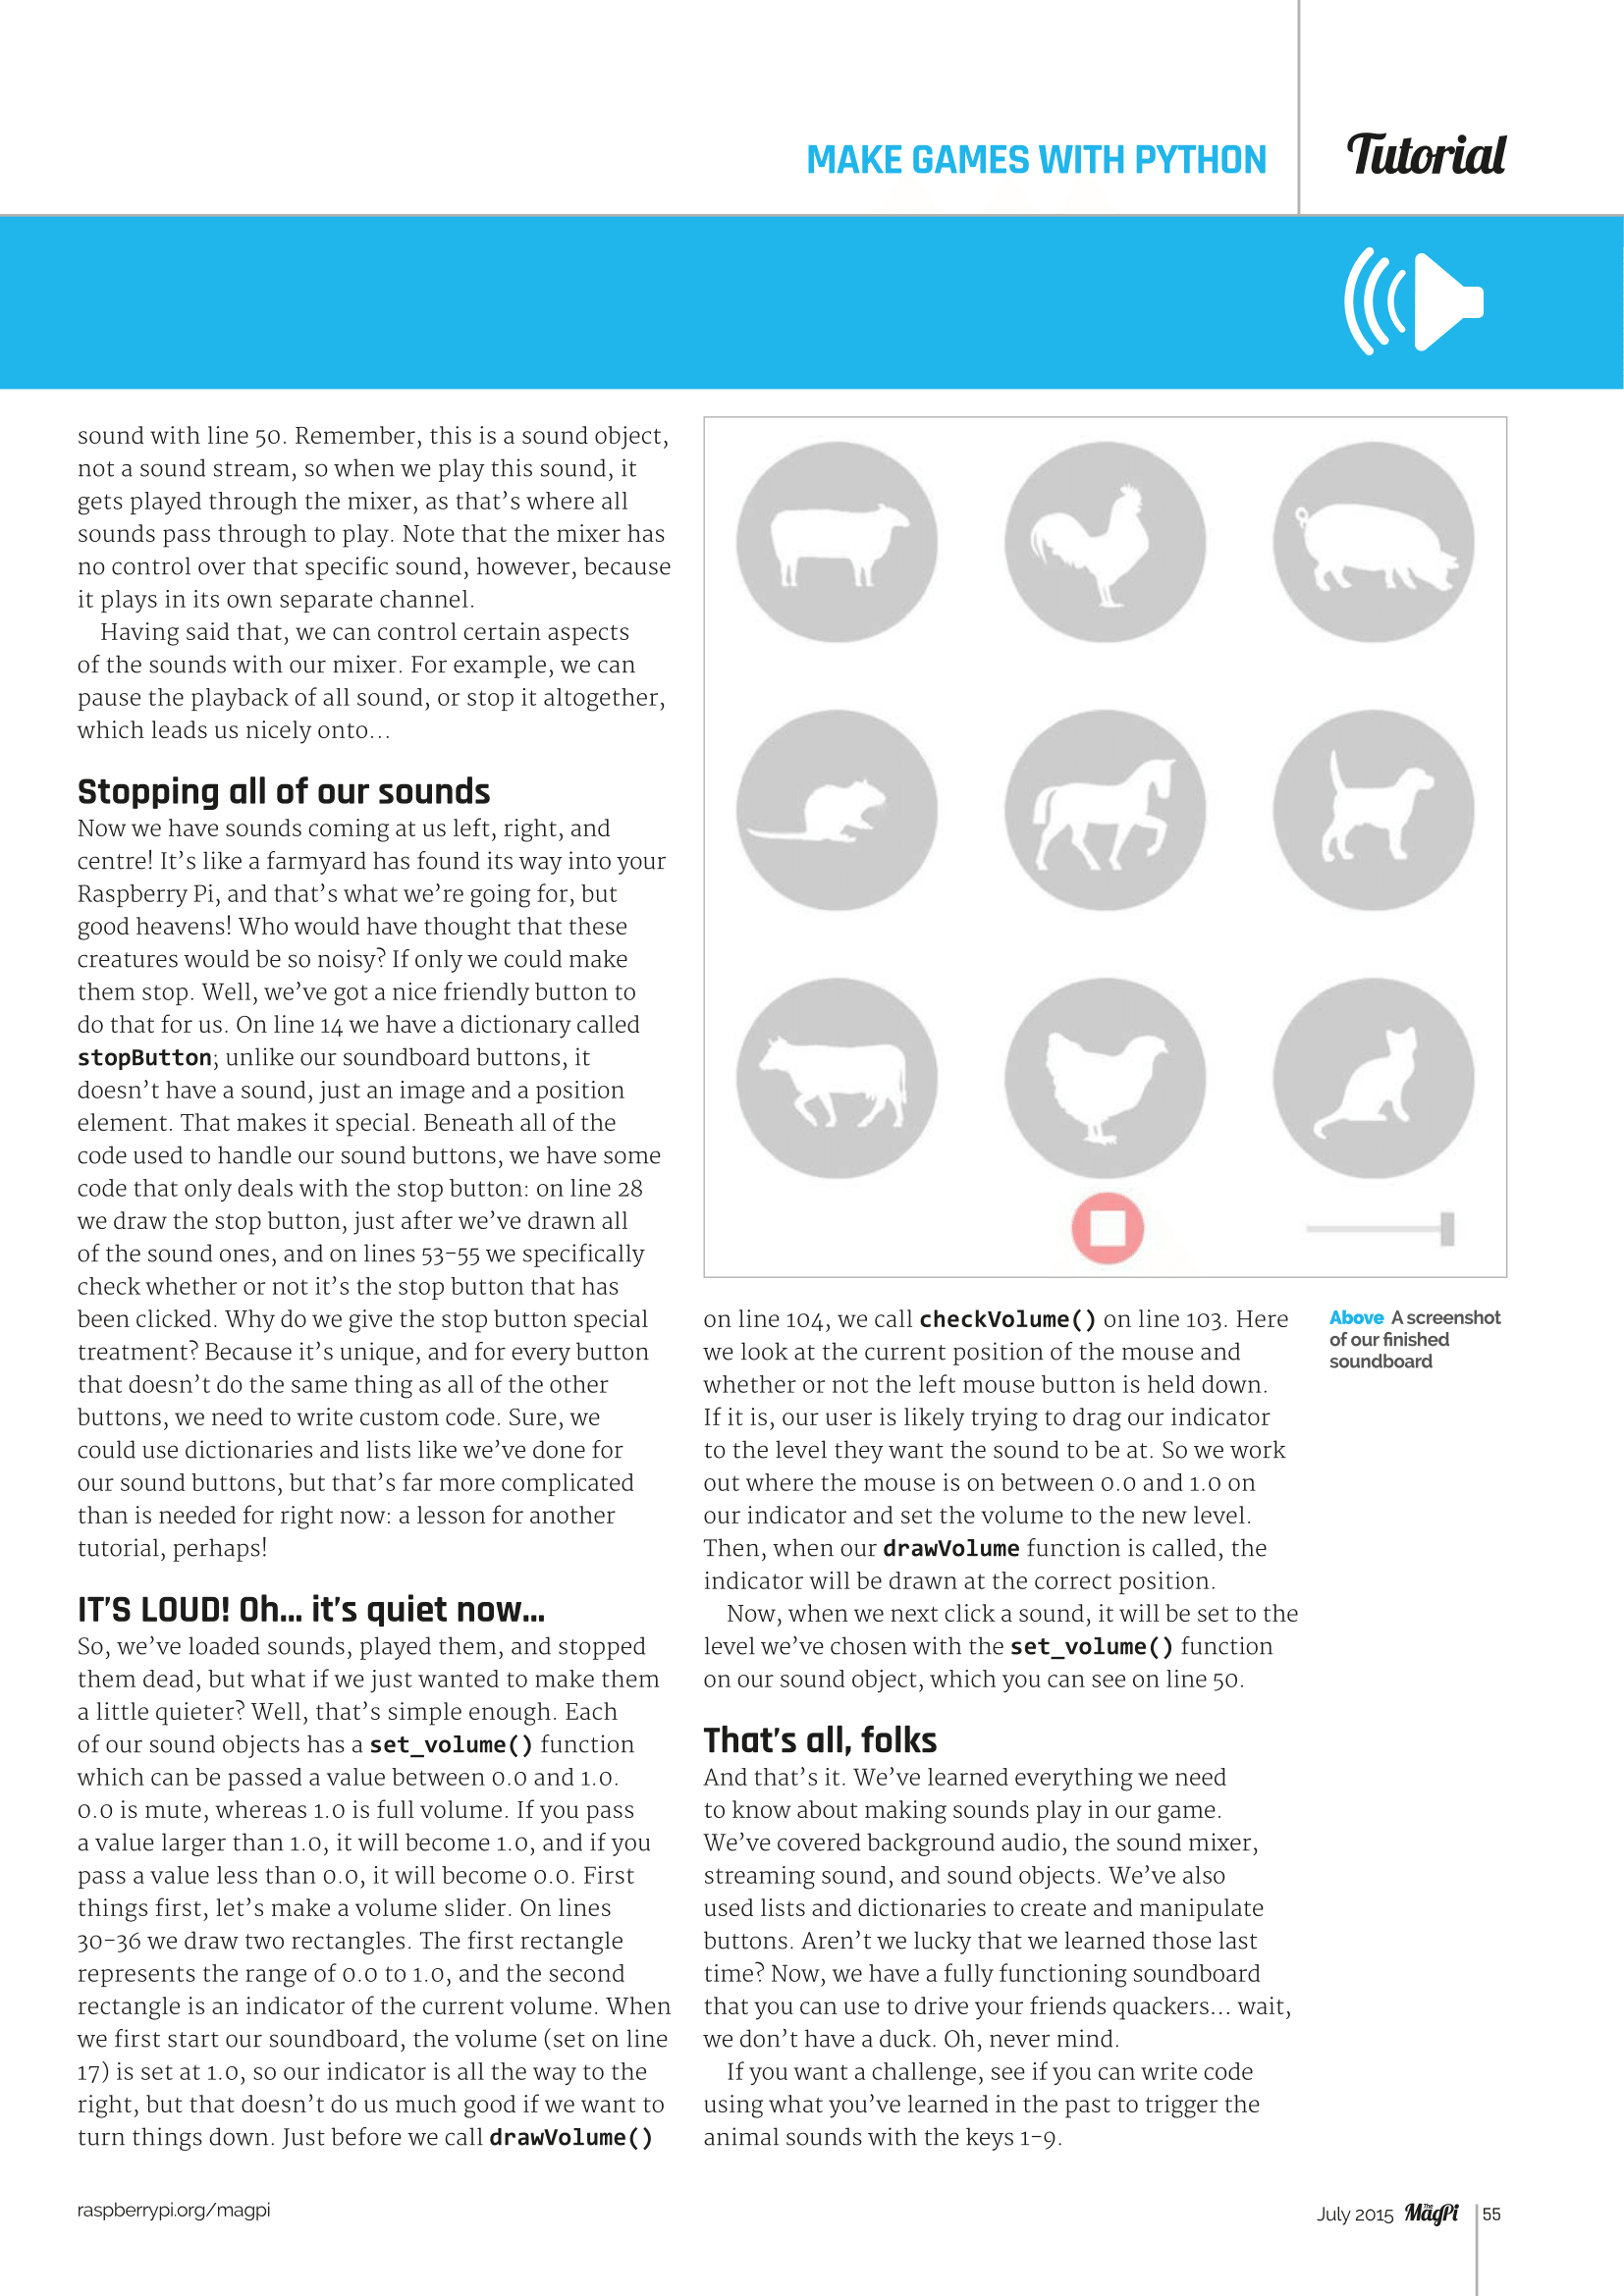 MAKE GAMES WITH PYTHON
Tutorial
sound with line 50. Remember, this is a sound object,
not a sound stream, so when we play this sound, it
gets played through the mixer, as that's where all
sounds pass through to play. Note that the mixer has
no control over that specific sound, however, because
it plays in its own separate channel.
Having said that, we can control certain aspects
of the sounds with our mixer. For example, we can
pause the playback of all sound, or stop it altogether,
which leads us nicely onto…
Stopping all of our sounds
Now we have sounds coming at us left, right, and
centre! It's like a farmyard has found its way into your
Raspberry Pi, and that's what we're going for, but
good heavens! Who would have thought that these
creatures would be so noisy? If only we could make
them stop. Well, we've got a nice friendly button to
do that for us. On line 14 we have a dictionary called
stopButton; unlike our soundboard buttons, it
doesn't have a sound, just an image and a position
element. That makes it special. Beneath all of the
code used to handle our sound buttons, we have some
code that only deals with the stop button: on line 28
we draw the stop button, just after we've drawn all
of the sound ones, and on lines 53-55 we specifically
check whether or not it's the stop button that has
been clicked. Why do we give the stop button special
treatment? Because it's unique, and for every button
that doesn't do the same thing as all of the other
buttons, we need to write custom code. Sure, we
could use dictionaries and lists like we've done for
our sound buttons, but that's far more complicated
than is needed for right now: a lesson for another
tutorial, perhaps!
IT'S LOUD! Oh… it's quiet now…
So, we've loaded sounds, played them, and stopped
them dead, but what if we just wanted to make them
a little quieter? Well, that's simple enough. Each
of our sound objects has a set_volume() function
which can be passed a value between 0.0 and 1.0.
0.0 is mute, whereas 1.0 is full volume. If you pass
a value larger than 1.0, it will become 1.0, and if you
pass a value less than 0.0, it will become 0.0. First
things first, let's make a volume slider. On lines
30-36 we draw two rectangles. The first rectangle
represents the range of 0.0 to 1.0, and the second
rectangle is an indicator of the current volume. When
we first start our soundboard, the volume (set on line
17) is set at 1.0, so our indicator is all the way to the
right, but that doesn't do us much good if we want to
turn things down. Just before we call drawVolume()
on line 104, we call checkVolume() on line 103. Here
we look at the current position of the mouse and
whether or not the left mouse button is held down.
If it is, our user is likely trying to drag our indicator
to the level they want the sound to be at. So we work
out where the mouse is on between 0.0 and 1.0 on
our indicator and set the volume to the new level.
Then, when our drawVolume function is called, the
indicator will be drawn at the correct position.
Now, when we next click a sound, it will be set to the
level we've chosen with the set_volume() function
on our sound object, which you can see on line 50.
That's all, folks
And that's it. We've learned everything we need
to know about making sounds play in our game.
We've covered background audio, the sound mixer,
streaming sound, and sound objects. We've also
used lists and dictionaries to create and manipulate
buttons. Aren't we lucky that we learned those last
time? Now, we have a fully functioning soundboard
that you can use to drive your friends quackers… wait,
we don't have a duck. Oh, never mind.
If you want a challenge, see if you can write code
using what you've learned in the past to trigger the
animal sounds with the keys 1-9.
Above A screenshot
of our finished
soundboard
raspberrypi.org/magpi
July 2015 The MagPi 55